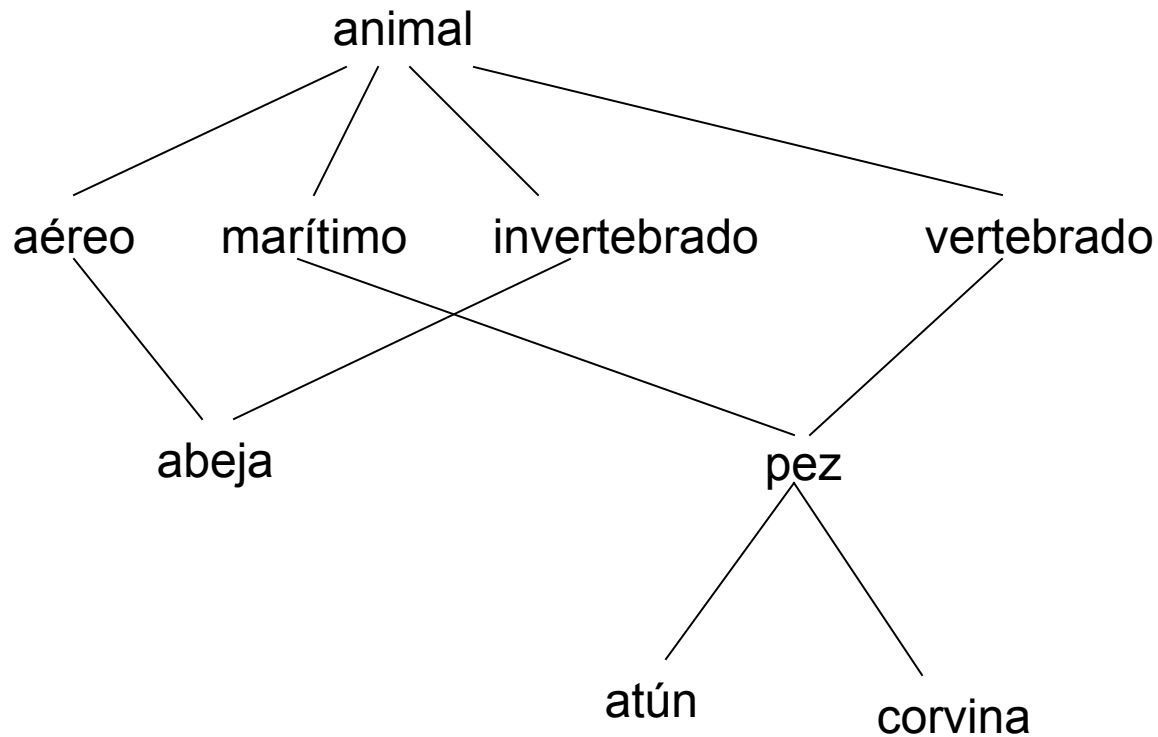 animal
aéreo marítimo invertebrado vertebrado
abeja pez
atún corvina